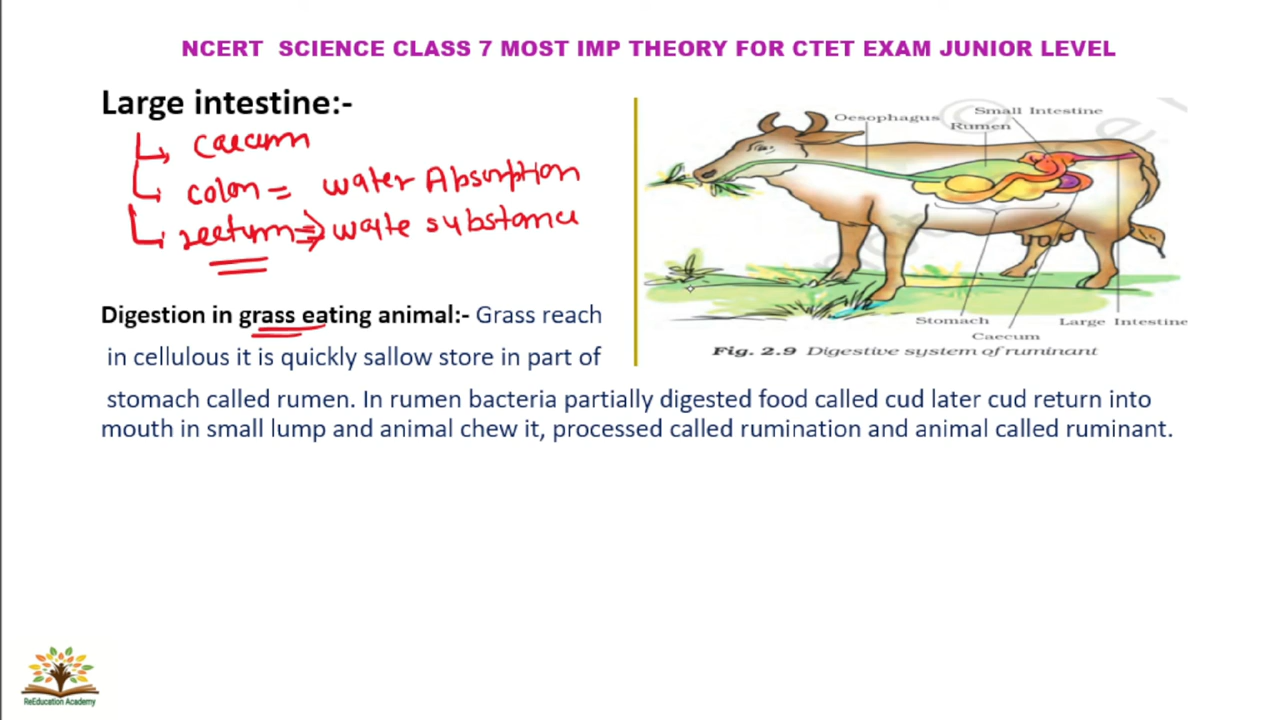 NCERT SCIENCE CLASS 7 MOST IMP THEORY FOR CTET EXAM JUNIOR LEVEL
Large intestine:-
caecum
colon = water Absorption
rectum => waste substance
Digestion in grass eating animal:- Grass reach
in cellulous it is quickly sallow store in part of
stomach called rumen. In rumen bacteria partially digested food called cud later cud return into
mouth in small lump and animal chew it, processed called rumination and animal called ruminant.
Small Intestine
Oesophagus
Rumen
Stomach
Large Intestine
Caecum
Fig. 2.9 Digestive system of ruminant
ReEducation Academy